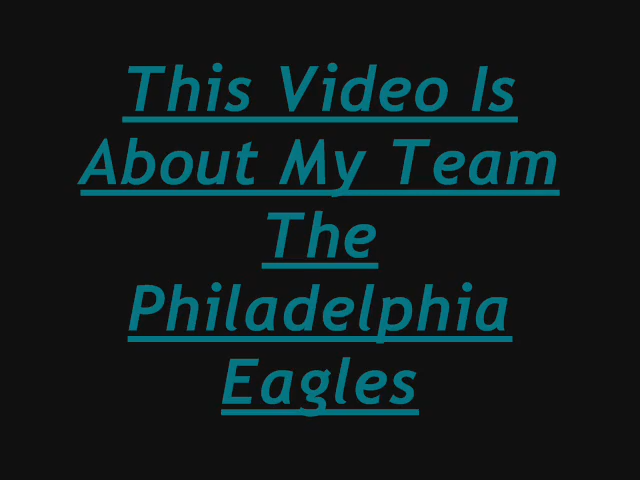 This Video Is
About My Team
The
Philadelphia
Eagles